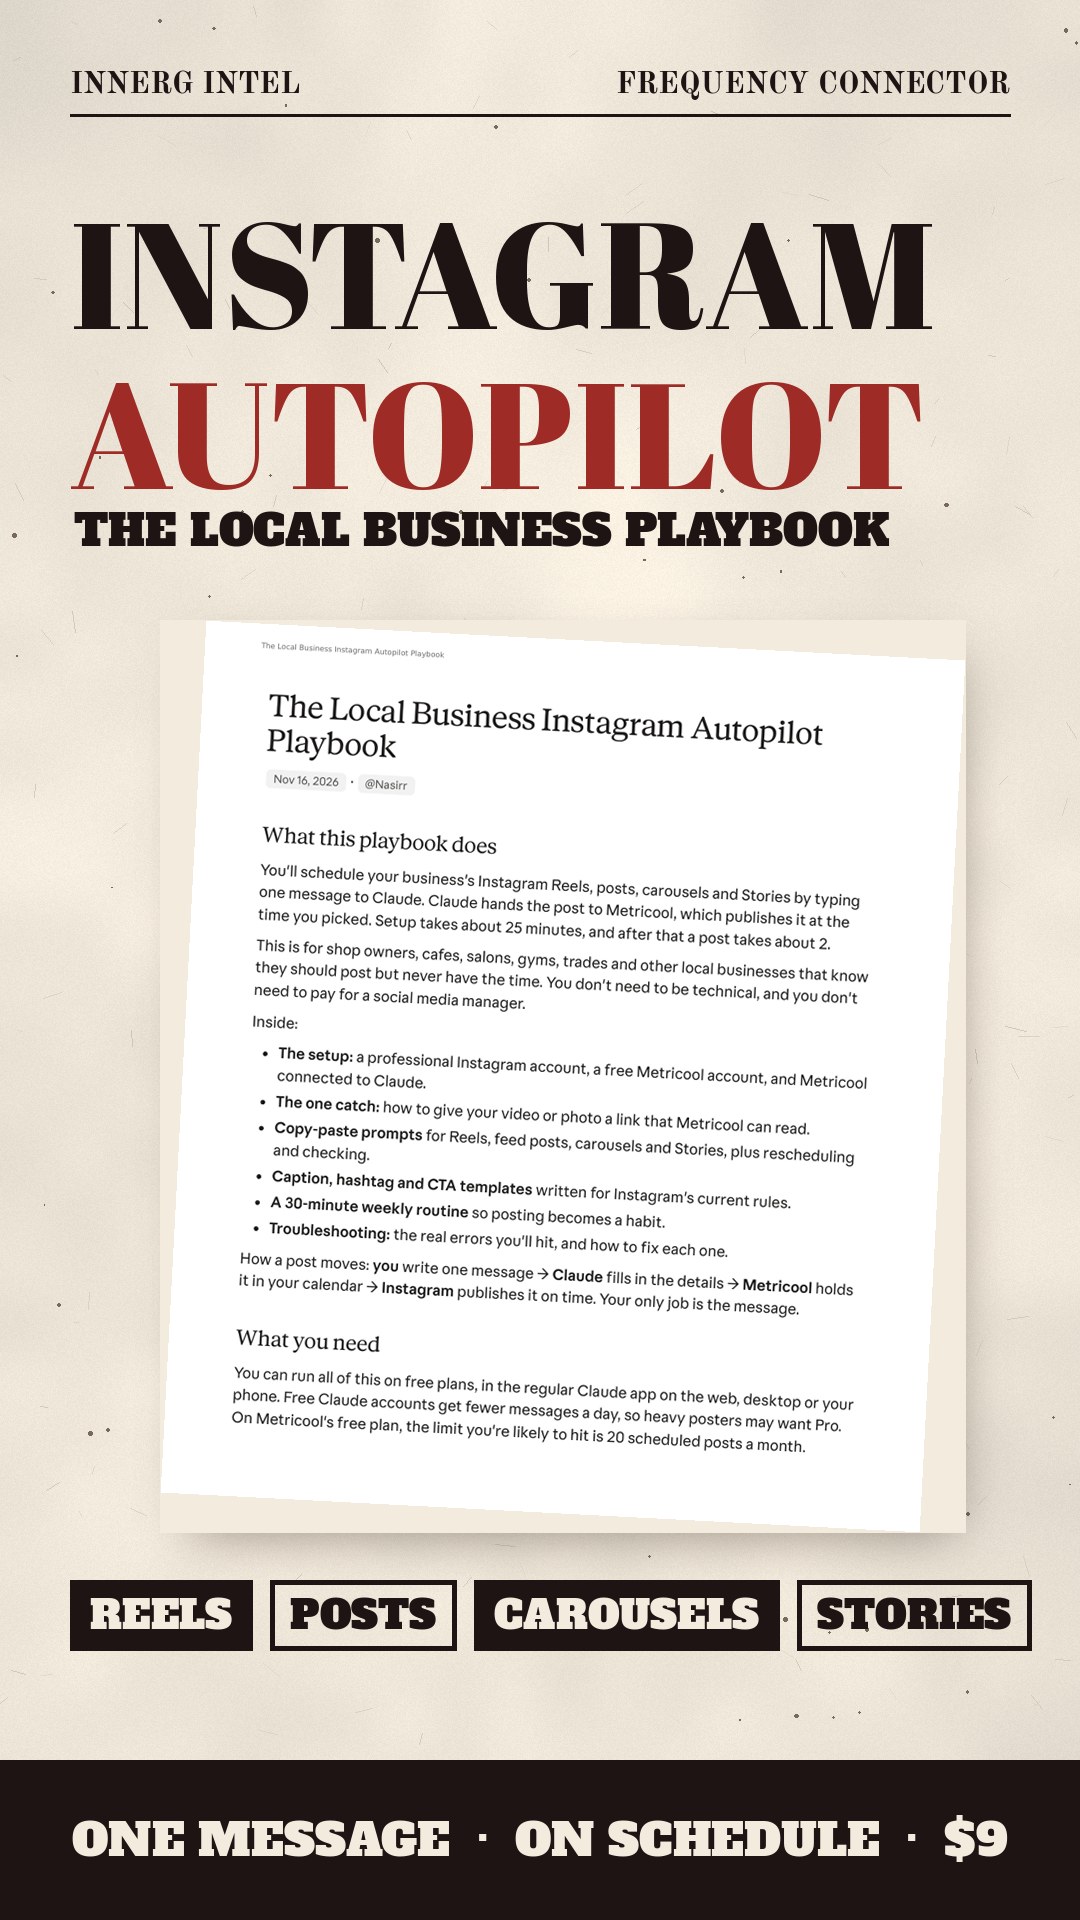 INNERG INTEL
FREQUENCY CONNECTOR
INSTAGRAM
AUTOPILOT
THE LOCAL BUSINESS PLAYBOOK
The Local Business Instagram Autopilot Playbook
The Local Business Instagram Autopilot
Playbook
Nov 16, 2026 · @Nasirr
What this playbook does
You'll schedule your business's Instagram Reels, posts, carousels and Stories by typing
one message to Claude. Claude hands the post to Metricool, which publishes it at the
time you picked. Setup takes about 25 minutes, and after that a post takes about 2.
This is for shop owners, cafes, salons, gyms, trades and other local businesses that know
they should post but never have the time. You don't need to be technical, and you don't
need to pay for a social media manager.
Inside:
• The setup: a professional Instagram account, a free Metricool account, and Metricool
connected to Claude.
• The one catch: how to give your video or photo a link that Metricool can read.
• Copy-paste prompts for Reels, feed posts, carousels and Stories, plus rescheduling
and checking.
• Caption, hashtag and CTA templates written for Instagram's current rules.
• A 30-minute weekly routine so posting becomes a habit.
• Troubleshooting: the real errors you'll hit, and how to fix each one.
How a post moves: you write one message → Claude fills in the details → Metricool holds
it in your calendar → Instagram publishes it on time. Your only job is the message.
What you need
You can run all of this on free plans, in the regular Claude app on the web, desktop or your
phone. Free Claude accounts get fewer messages a day, so heavy posters may want Pro.
On Metricool's free plan, the limit you're likely to hit is 20 scheduled posts a month.
REELS POSTS CAROUSELS STORIES
ONE MESSAGE · ON SCHEDULE · $9